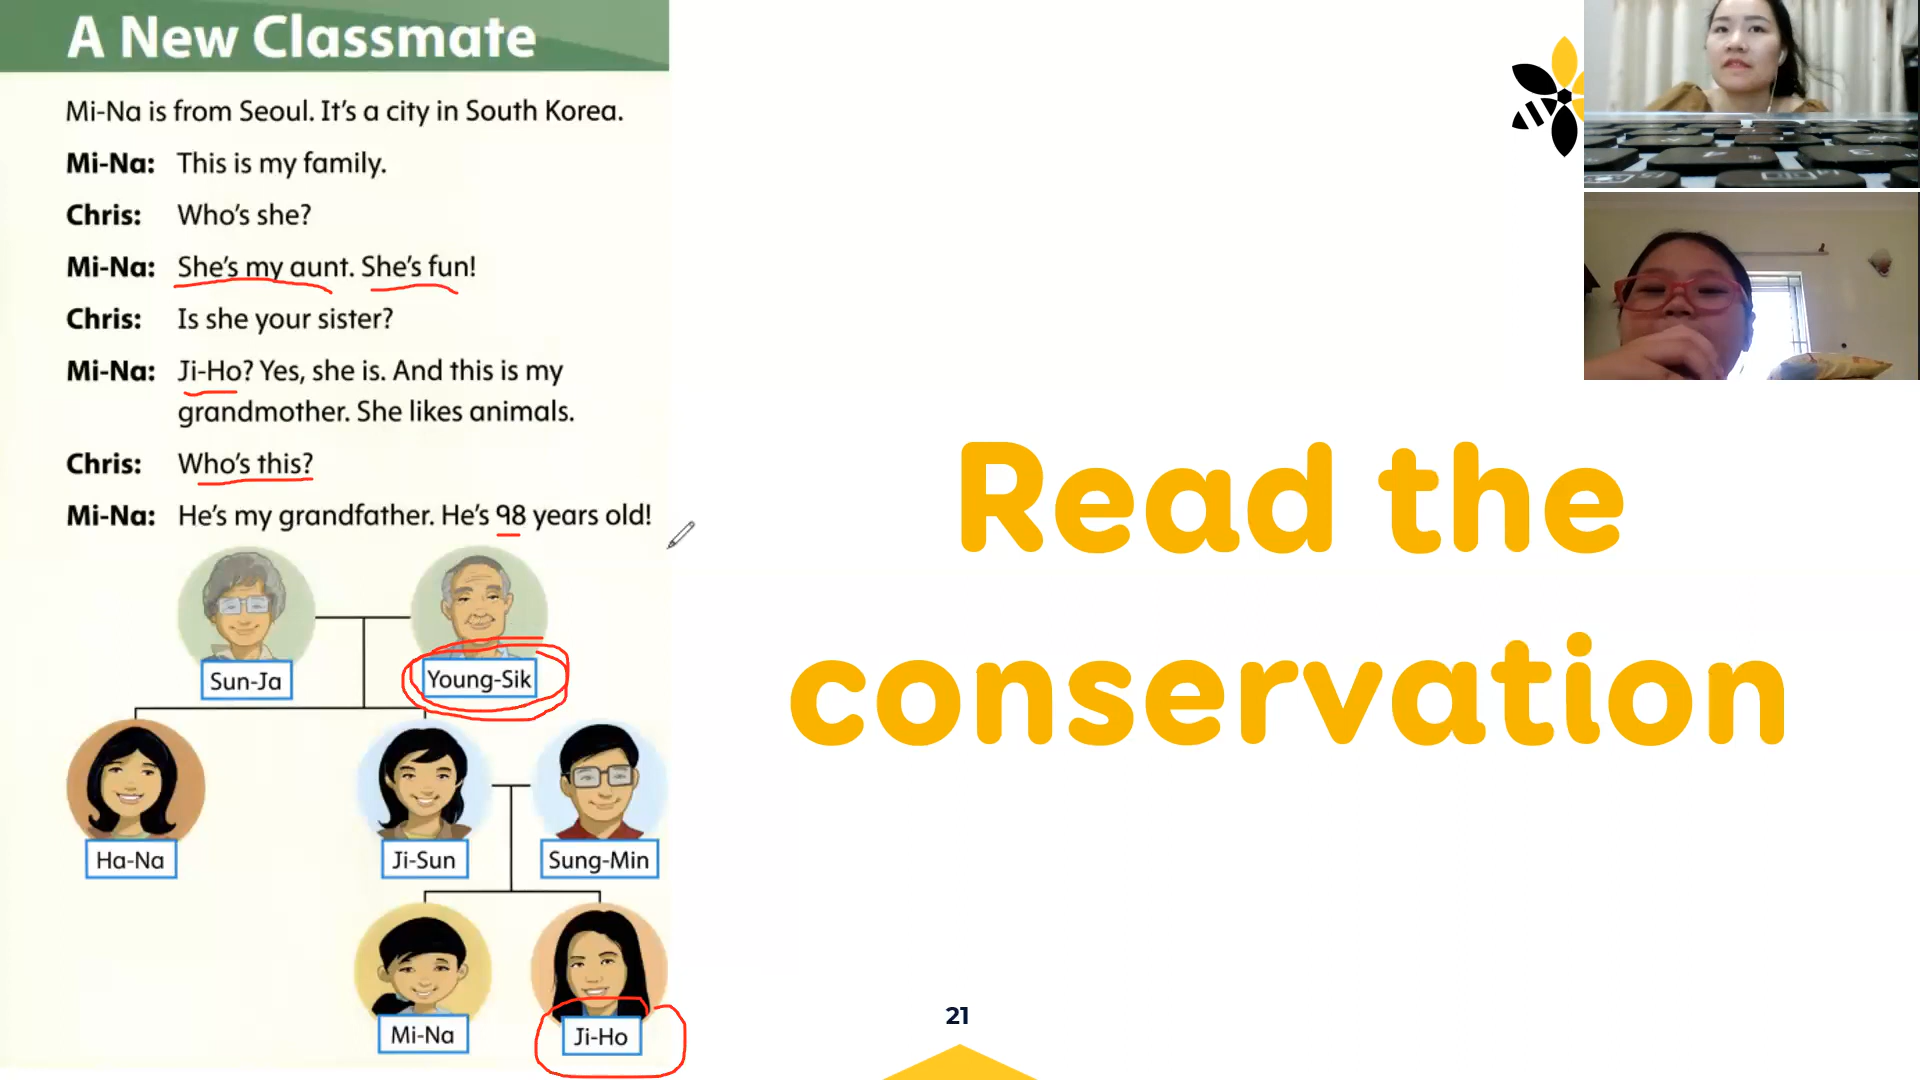 A New Classmate
Mi-Na is from Seoul. It's a city in South Korea.
Mi-Na: This is my family.
Chris: Who's she?
Mi-Na: She's my aunt. She's fun!
Chris: Is she your sister?
Mi-Na: Ji-Ho? Yes, she is. And this is my
grandmother. She likes animals.
Chris: Who's this?
Mi-Na: He's my grandfather. He's 98 years old!
Sun-Ja
Young-Sik
Ha-Na
Ji-Sun
Sung-Min
Mi-Na
Ji-Ho
Read the
conservation
21